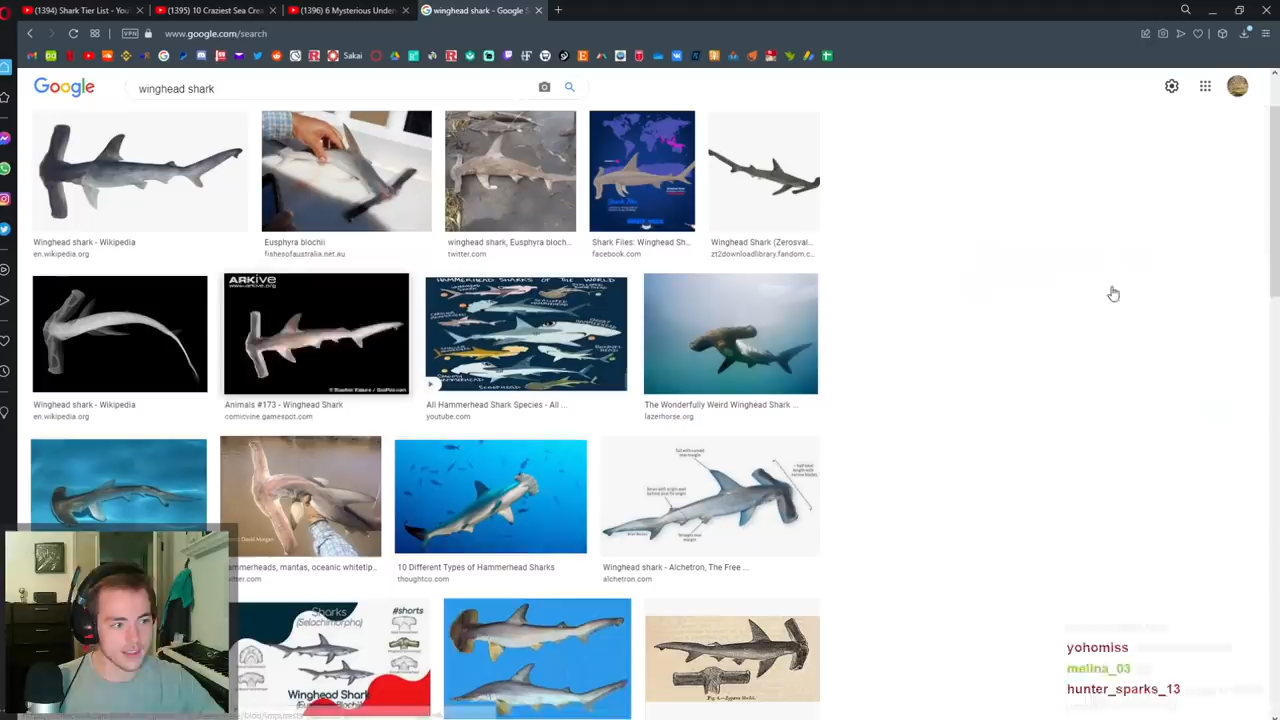 (1394) Shark Tier List - You
(1395) 10 Craziest Sea Crea
(1396) 6 Mysterious Under
winghead shark - Google S
VPN
www.google.com/search
Sakai
Google
winghead shark
Winghead shark - Wikipedia
en.wikipedia.org
Eusphyra blochii
fishesofaustralia.net.au
winghead shark, Eusphyra bloch...
twitter.com
Shark Files: Winghead Sh...
facebook.com
Winghead Shark (Zerosval...
zt2downloadlibrary.fandom.c...
ARKIVE
www.arkive.org
HAMMERHEAD SHARKS OF THE WORLD
Winghead shark - Wikipedia
en.wikipedia.org
Animals #173 - Winghead Shark
comicvine.gamespot.com
All Hammerhead Shark Species - All ...
youtube.com
The Wonderfully Weird Winghead Shark ...
lazerhorse.org
David Morgan
ammerheads, mantas, oceanic whitetip...
witter.com
10 Different Types of Hammerhead Sharks
thoughtco.com
Winghead shark - Alchetron, The Free ...
alchetron.com
Sharks
(Selachimorpha)
#shorts
Winghead Shark
yohomiss
melina_03
hunter_sparks_13